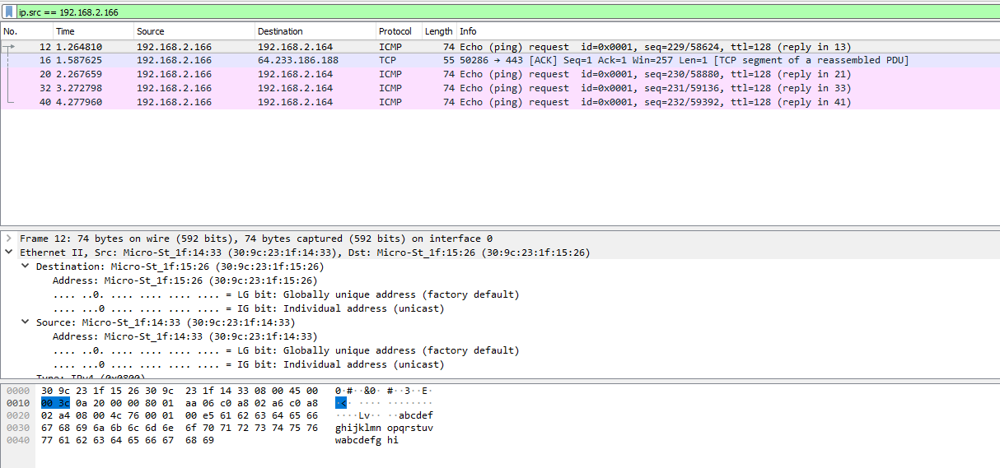 ip.src == 192.168.2.166
No. Time Source Destination Protocol Length Info
12 1.264810 192.168.2.166 192.168.2.164 ICMP 74 Echo (ping) request id=0x0001, seq=229/58624, ttl=128 (reply in 13)
16 1.587625 192.168.2.166 64.233.186.188 TCP 55 50286 → 443 [ACK] Seq=1 Ack=1 Win=257 Len=1 [TCP segment of a reassembled PDU]
20 2.267659 192.168.2.166 192.168.2.164 ICMP 74 Echo (ping) request id=0x0001, seq=230/58880, ttl=128 (reply in 21)
32 3.272798 192.168.2.166 192.168.2.164 ICMP 74 Echo (ping) request id=0x0001, seq=231/59136, ttl=128 (reply in 33)
40 4.277960 192.168.2.166 192.168.2.164 ICMP 74 Echo (ping) request id=0x0001, seq=232/59392, ttl=128 (reply in 41)
Frame 12: 74 bytes on wire (592 bits), 74 bytes captured (592 bits) on interface 0
Ethernet II, Src: Micro-St_1f:14:33 (30:9c:23:1f:14:33), Dst: Micro-St_1f:15:26 (30:9c:23:1f:15:26)
Destination: Micro-St_1f:15:26 (30:9c:23:1f:15:26)
Address: Micro-St_1f:15:26 (30:9c:23:1f:15:26)
.... ..0. .... .... .... .... = LG bit: Globally unique address (factory default)
.... ...0 .... .... .... .... = IG bit: Individual address (unicast)
Source: Micro-St_1f:14:33 (30:9c:23:1f:14:33)
Address: Micro-St_1f:14:33 (30:9c:23:1f:14:33)
.... ..0. .... .... .... .... = LG bit: Globally unique address (factory default)
.... ...0 .... .... .... .... = IG bit: Individual address (unicast)
Type: IPv4 (0x0800)
0000 30 9c 23 1f 15 26 30 9c 23 1f 14 33 08 00 45 00 0·#··&0· #··3··E·
0010 00 3c 0a 20 00 00 80 01 aa 06 c0 a8 02 a6 c0 a8 ·<· ···· ········
0020 02 a4 08 00 4c 76 00 01 00 e5 61 62 63 64 65 66 ····Lv·· ··abcdef
0030 67 68 69 6a 6b 6c 6d 6e 6f 70 71 72 73 74 75 76 ghijklmn opqrstuv
0040 77 61 62 63 64 65 66 67 68 69 wabcdefg hi